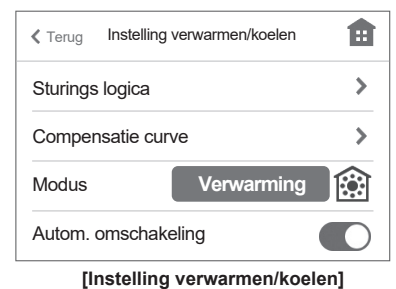 Terug Instelling verwarmen/koelen
Sturings logica
Compensatie curve
Modus Verwarming
Autom. omschakeling
[Instelling verwarmen/koelen]